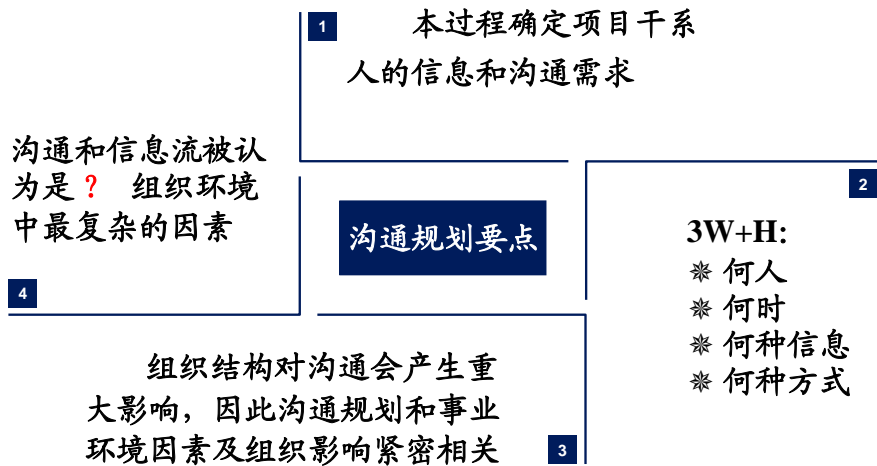 1
本过程确定项目干系
人的信息和沟通需求
2
3W+H:
何人
何时
何种信息
何种方式
沟通规划要点
沟通和信息流被认
为是？ 组织环境
中最复杂的因素
4
组织结构对沟通会产生重
大影响，因此沟通规划和事业
环境因素及组织影响紧密相关
3